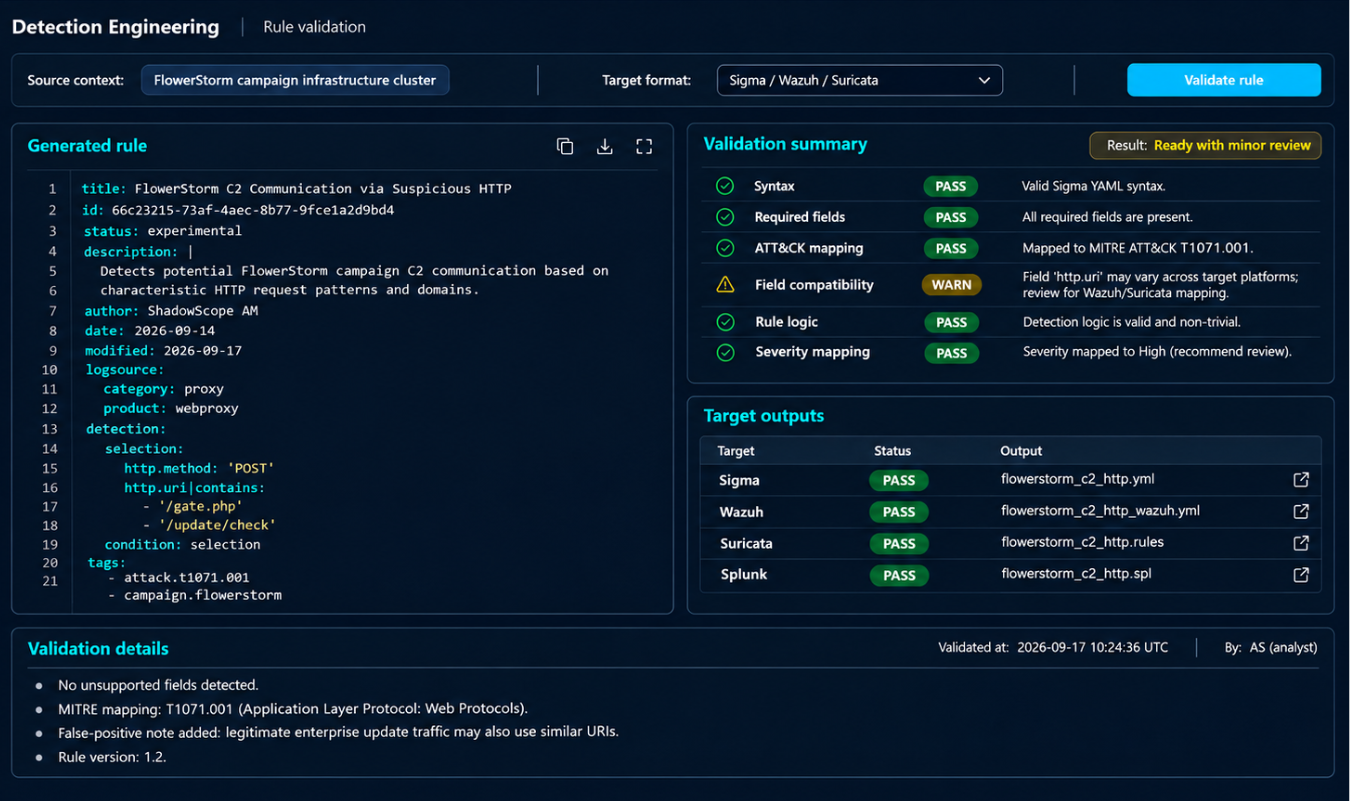 Detection Engineering | Rule validation
Source context: FlowerStorm campaign infrastructure cluster
Target format: Sigma / Wazuh / Suricata
Validate rule
Generated rule
1 title: FlowerStorm C2 Communication via Suspicious HTTP
2 id: 66c23215-73af-4aec-8b77-9fce1a2d9bd4
3 status: experimental
4 description: |
5 Detects potential FlowerStorm campaign C2 communication based on
6 characteristic HTTP request patterns and domains.
7 author: ShadowScope AM
8 date: 2026-09-14
9 modified: 2026-09-17
10 logsource:
11 category: proxy
12 product: webproxy
13 detection:
14 selection:
15 http.method: 'POST'
16 http.uri|contains:
17 - '/gate.php'
18 - '/update/check'
19 condition: selection
20 tags:
21 - attack.t1071.001
- campaign.flowerstorm
Validation summary
Result: Ready with minor review
Syntax PASS Valid Sigma YAML syntax.
Required fields PASS All required fields are present.
ATT&CK mapping PASS Mapped to MITRE ATT&CK T1071.001.
Field compatibility WARN Field 'http.uri' may vary across target platforms;
review for Wazuh/Suricata mapping.
Rule logic PASS Detection logic is valid and non-trivial.
Severity mapping PASS Severity mapped to High (recommend review).
Target outputs
Target Status Output
Sigma PASS flowerstorm_c2_http.yml
Wazuh PASS flowerstorm_c2_http_wazuh.yml
Suricata PASS flowerstorm_c2_http.rules
Splunk PASS flowerstorm_c2_http.spl
Validation details
Validated at: 2026-09-17 10:24:36 UTC | By: AS (analyst)
• No unsupported fields detected.
• MITRE mapping: T1071.001 (Application Layer Protocol: Web Protocols).
• False-positive note added: legitimate enterprise update traffic may also use similar URIs.
• Rule version: 1.2.